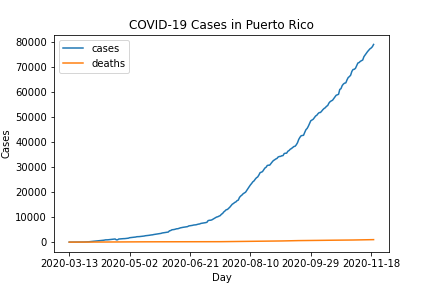 COVID-19 Cases in Puerto Rico
cases
deaths
80000
70000
60000
50000
40000
30000
20000
10000
0
Cases
2020-03-13 2020-05-02 2020-06-21 2020-08-10 2020-09-29 2020-11-18
Day